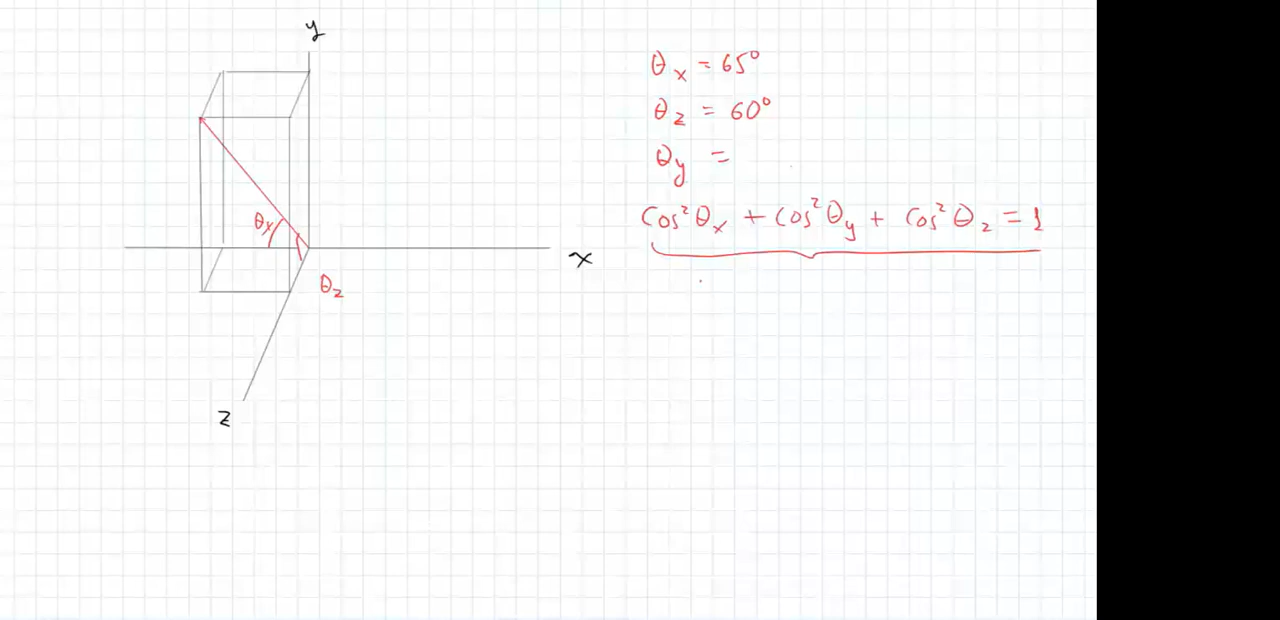 y
θx = 65°
θz = 60°
θy =
cos²θx + cos²θy + cos²θz = 1
θx
x
θz
z